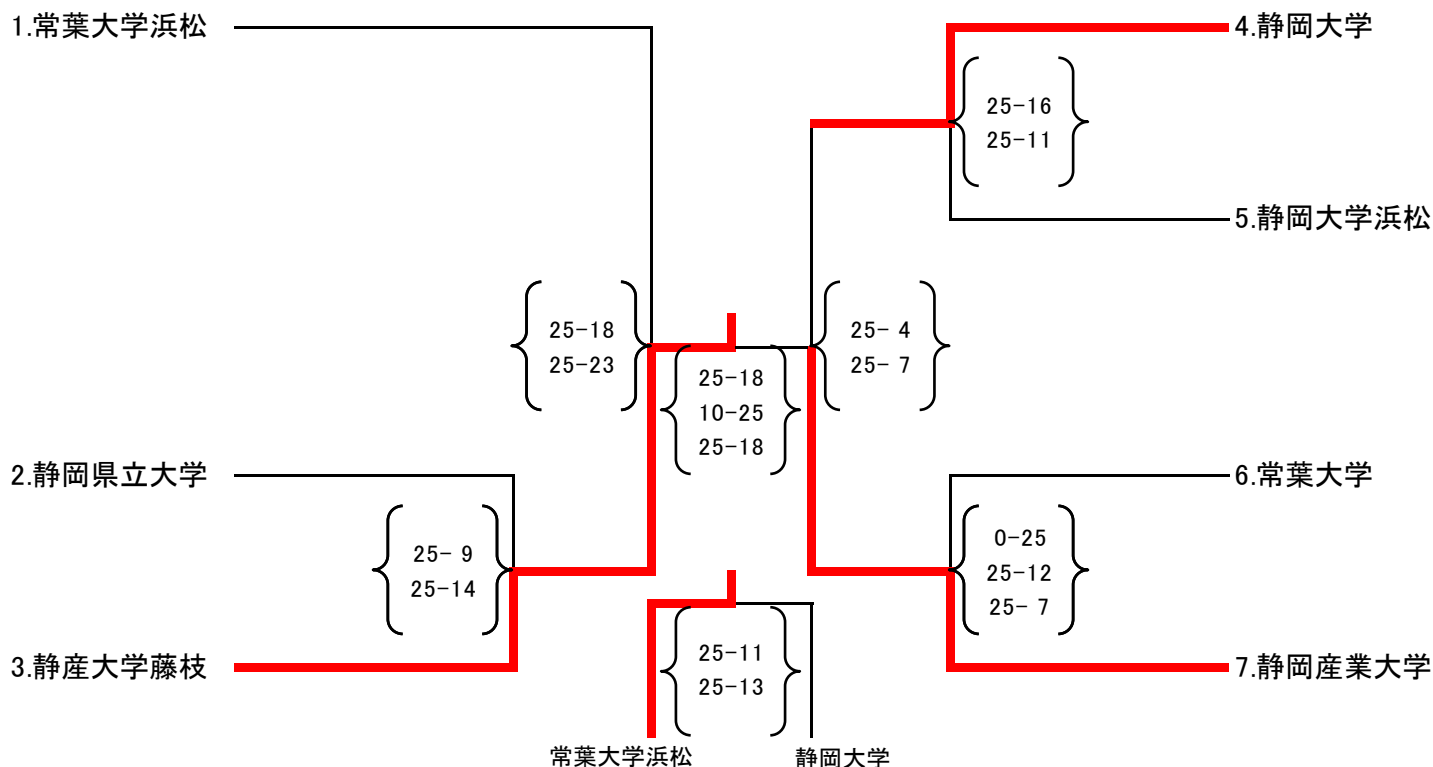 1.常葉大学浜松
4.静岡大学
25-16
25-11
5.静岡大学浜松
25-18
25-23
25- 4
25- 7
25-18
10-25
25-18
2.静岡県立大学
6.常葉大学
25- 9
25-14
0-25
25-12
25- 7
3.静産大学藤枝
7.静岡産業大学
25-11
25-13
常葉大学浜松
静岡大学